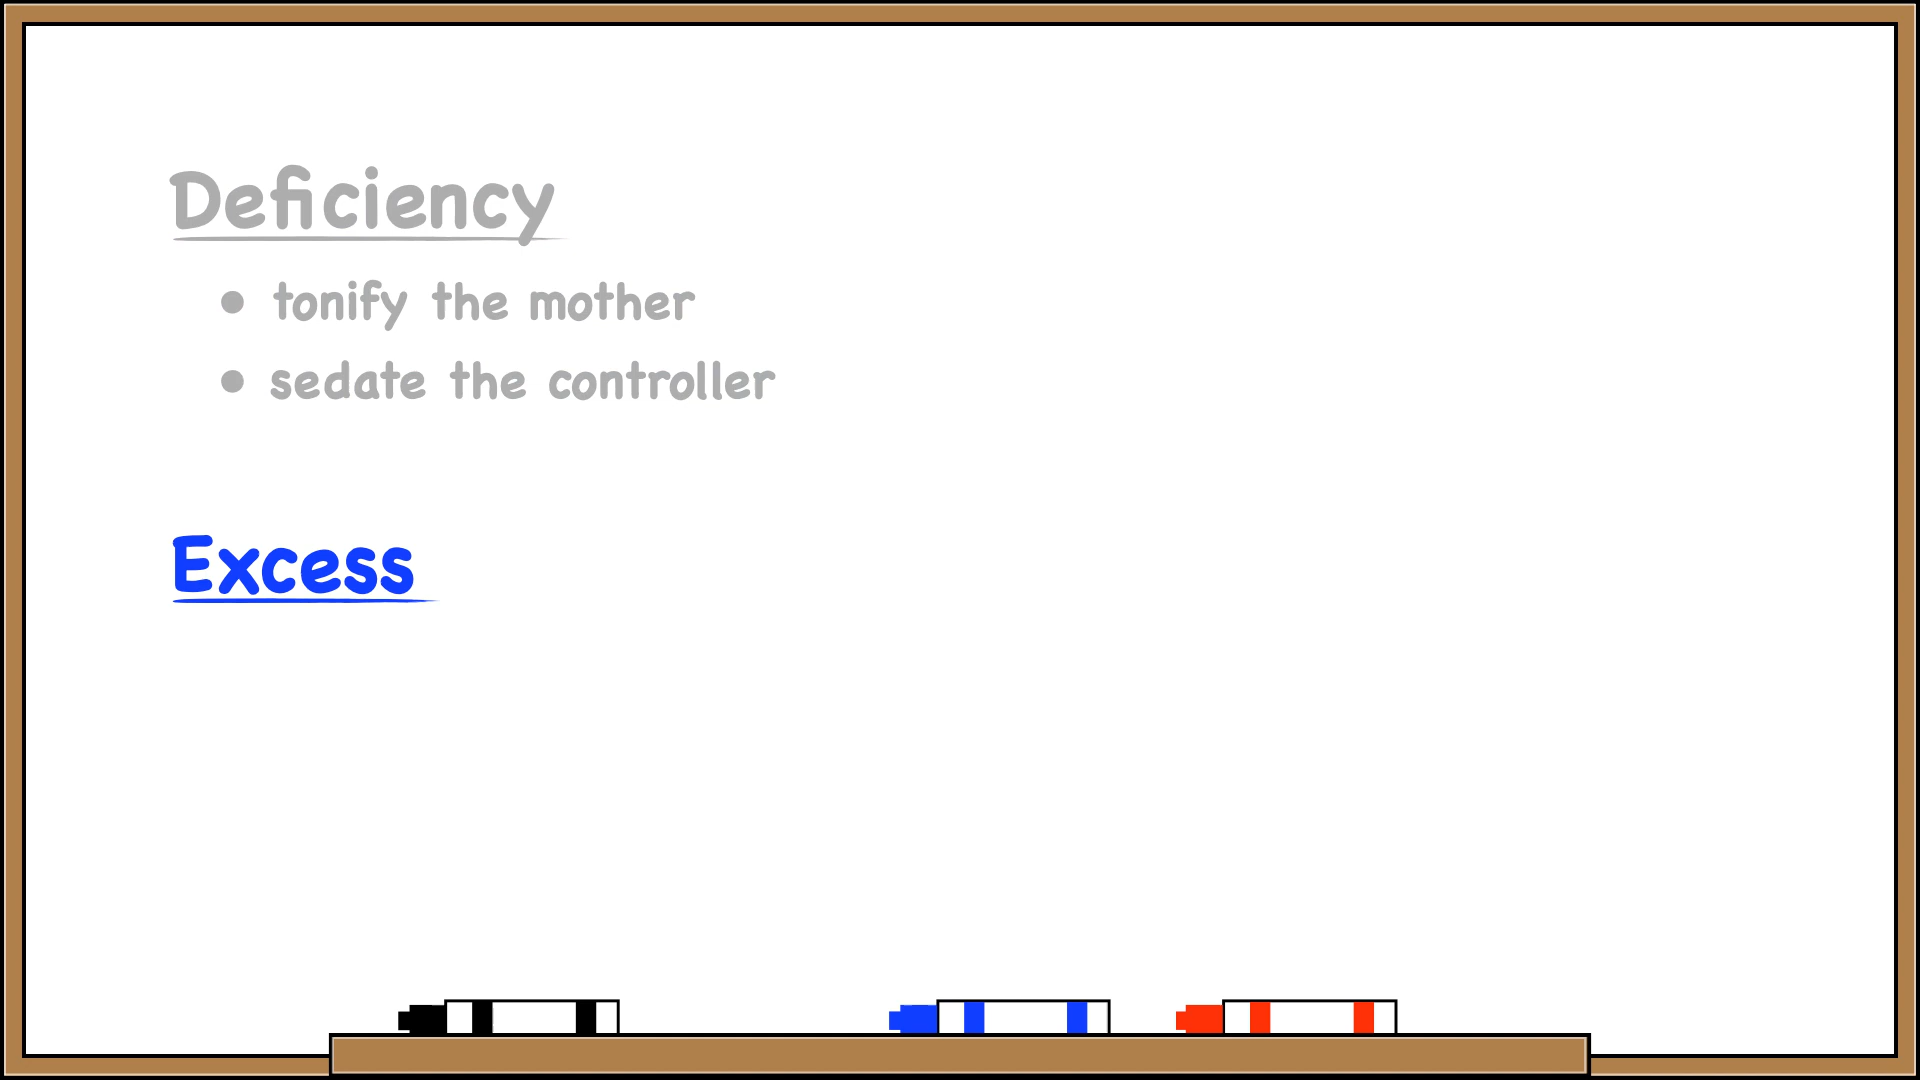 Deficiency
• tonify the mother
• sedate the controller
Excess